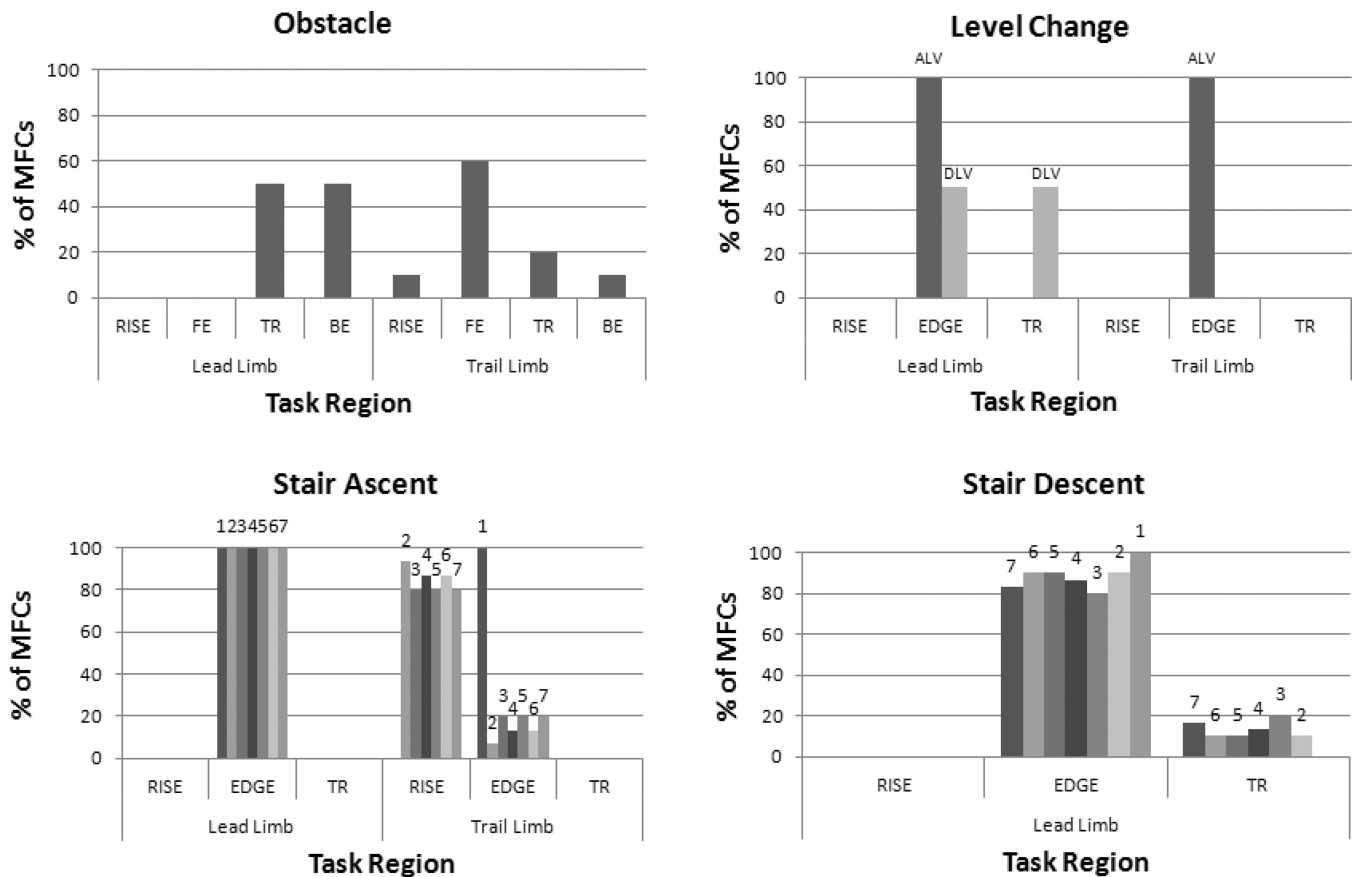 Obstacle
% of MFCs
100
80
60
40
20
0
RISE FE TR BE RISE FE TR BE
Lead Limb Trail Limb
Task Region
Level Change
% of MFCs
ALV ALV
100
80
60
DLV DLV
40
20
0
RISE EDGE TR RISE EDGE TR
Lead Limb Trail Limb
Task Region
Stair Ascent
% of MFCs
1234567 2 3 4 5 6 7 1
100
80
60
40
20
0
2 3 4 5 6 7
RISE EDGE TR RISE EDGE TR
Lead Limb Trail Limb
Task Region
Stair Descent
% of MFCs
7 6 5 4 3 2 1
100
80
60
40
20
0
7 6 5 4 3 2
RISE EDGE TR
Lead Limb
Task Region